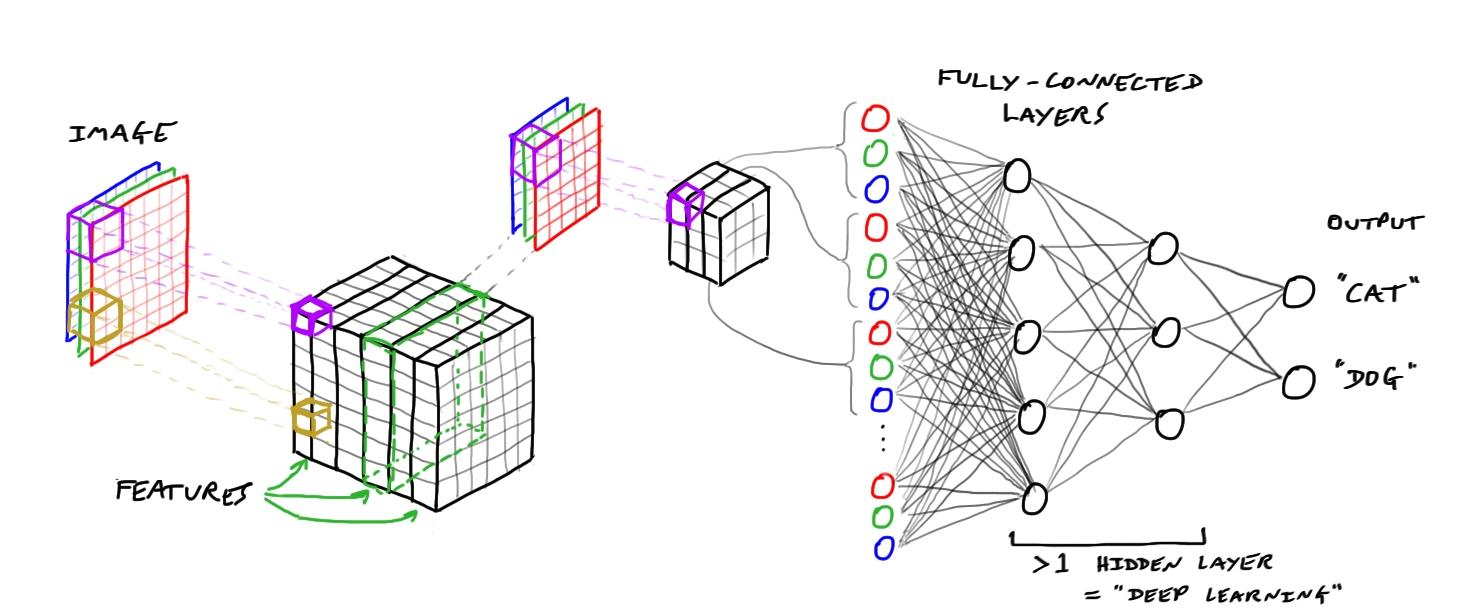 IMAGE
FEATURES
FULLY-CONNECTED
LAYERS
OUTPUT
"CAT"
"DOG"
>1 HIDDEN LAYER
= "DEEP LEARNING"